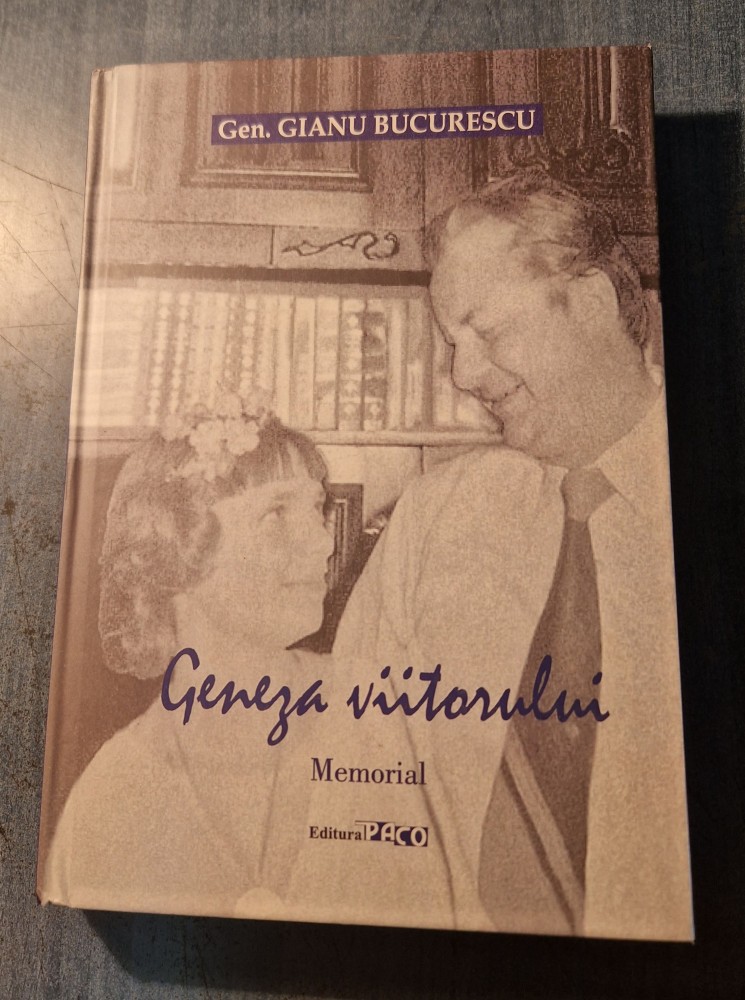 Gen. GIANU BUCURESCU
Geneza viitorului
Memorial
Editura PACO